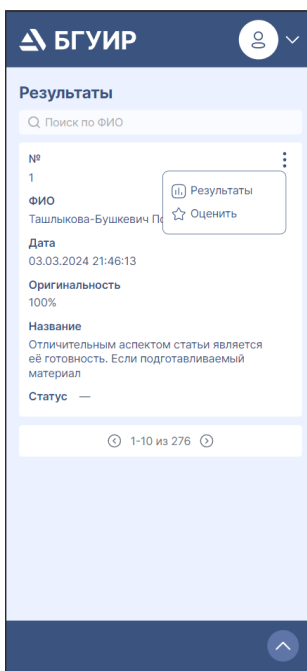 БГУИР
Результаты
Поиск по ФИО
№
1
Результаты
Оценить
ФИО
Ташлыкова-Бушкевич
Дата
03.03.2024 21:46:13
Оригинальность
100%
Название
Отличительным аспектом статьи является
её готовность. Если подготавливаемый
материал
Статус —
1-10 из 276